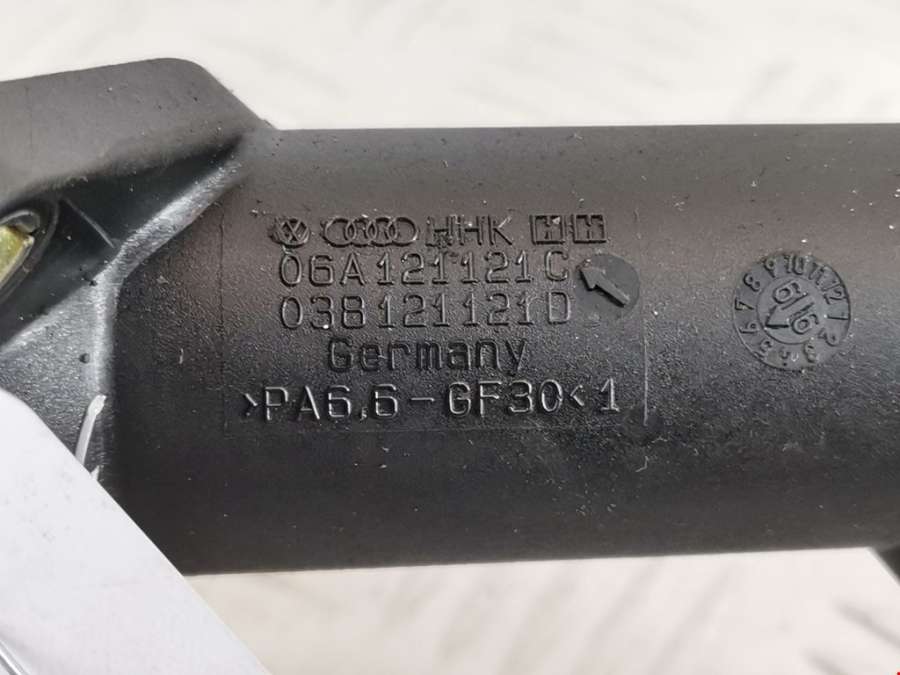 HHK
06A121121C
038121121D
Germany
>PA6.6-GF30<1